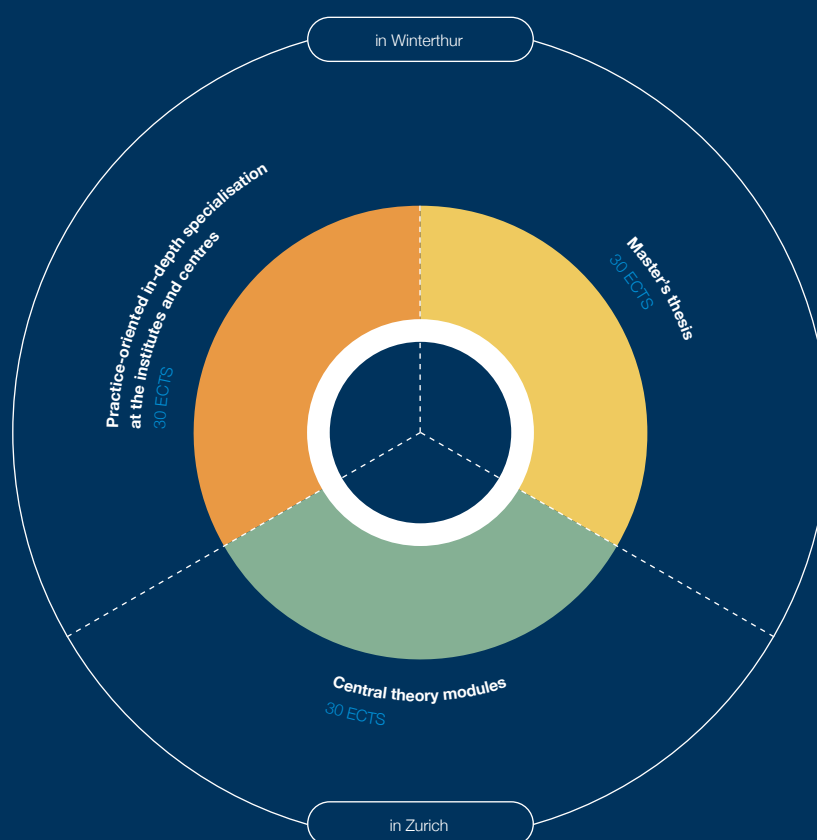 in Winterthur
Practice-oriented in-depth specialisation
at the institutes and centres
30 ECTS
Master's thesis
30 ECTS
Central theory modules
30 ECTS
in Zurich